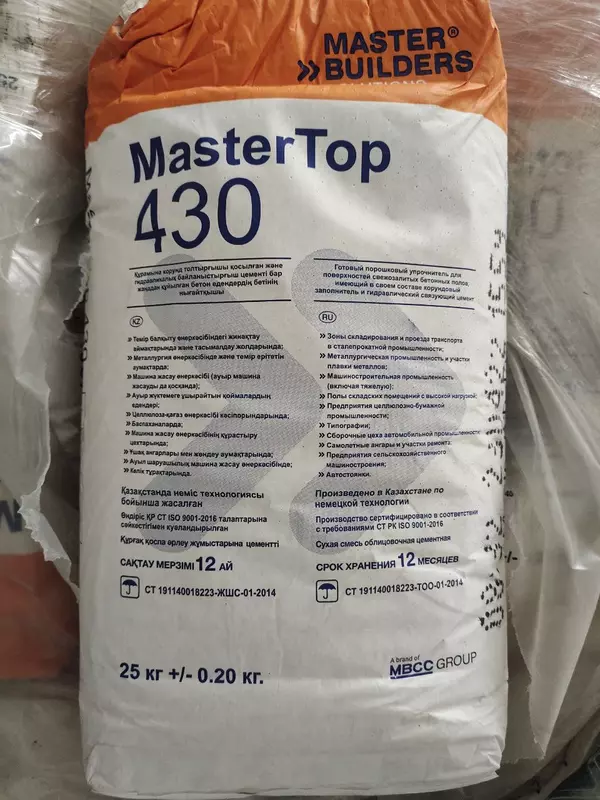 MASTER®
» BUILDERS
MasterTop
430
Құрамына корунд толтырғышы қосылған және
гидравликалық байланыстырғыш цементі бар
жаңадан құйылған бетон едендердің бетінің
нығайтқышы
KZ
» Темір балқыту өнеркәсібіндегі жинақтау
аймақтарында және тасымалдау жолдарында;
» Металлургия өнеркәсібінде және темір ерітетін
аумақтарда;
» Машина жасау өнеркәсібі (ауыр машина
жасауды да қосқанда);
» Ауыр жүктемеге ұшырайтын қоймалардың
едендері;
» Целлюлоза-қағаз өнеркәсібі кәсіпорындарында;
» Баспаханаларда;
» Машина жасау өнеркәсібінің құрастыру
цехтарында;
» Ұшақ ангарлары мен жөндеу аумақтарында;
» Ауыл шарушылық машина жасау өнеркәсібінде;
» Көлік тұрақтарында.
Қазақстанда неміс технологиясы
бойынша жасалған
Өндіріс ҚР СТ ISO 9001-2016 талаптарына
сәйкестігімен куәландырылған
Құрғақ қоспа әрлеу жұмыстарына цементті
САҚТАУ МЕРЗІМІ 12 АЙ
СТ 191140018223-ЖШС-01-2014
Готовый порошковый упрочнитель для
поверхностей свежезалитых бетонных полов,
имеющий в своем составе корундовый
заполнитель и гидравлический связующий цемент
RU
» Зоны складирования и проезда транспорта
в сталепрокатной промышленности;
» Металлургическая промышленность и участки
плавки металлов;
» Машиностроительная промышленность
(включая тяжелую);
» Полы складских помещений с высокой нагрузкой;
» Предприятия целлюлозно-бумажной
промышленности;
» Типографии;
» Сборочные цеха автомобильной промышленности
» Самолетные ангары и участки ремонта;
» Предприятия сельскохозяйственного
машиностроения;
» Автостоянки.
Произведено в Казахстане по
немецкой технологии
Производство сертифицировано в соответствии
с требованиями СТ РК ISO 9001-2016
Сухая смесь облицовочная цементная
СРОК ХРАНЕНИЯ 12 МЕСЯЦЕВ
СТ 191140018223-ТОО-01-2014
25 кг +/- 0.20 кг.
A brand of
MBCC GROUP